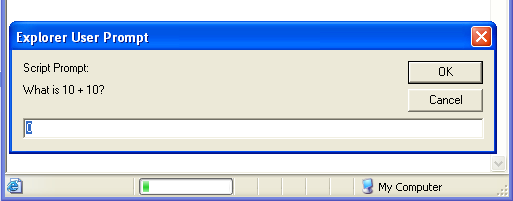 Explorer User Prompt
Script Prompt:
OK
What is 10 + 10?
Cancel
0
My Computer